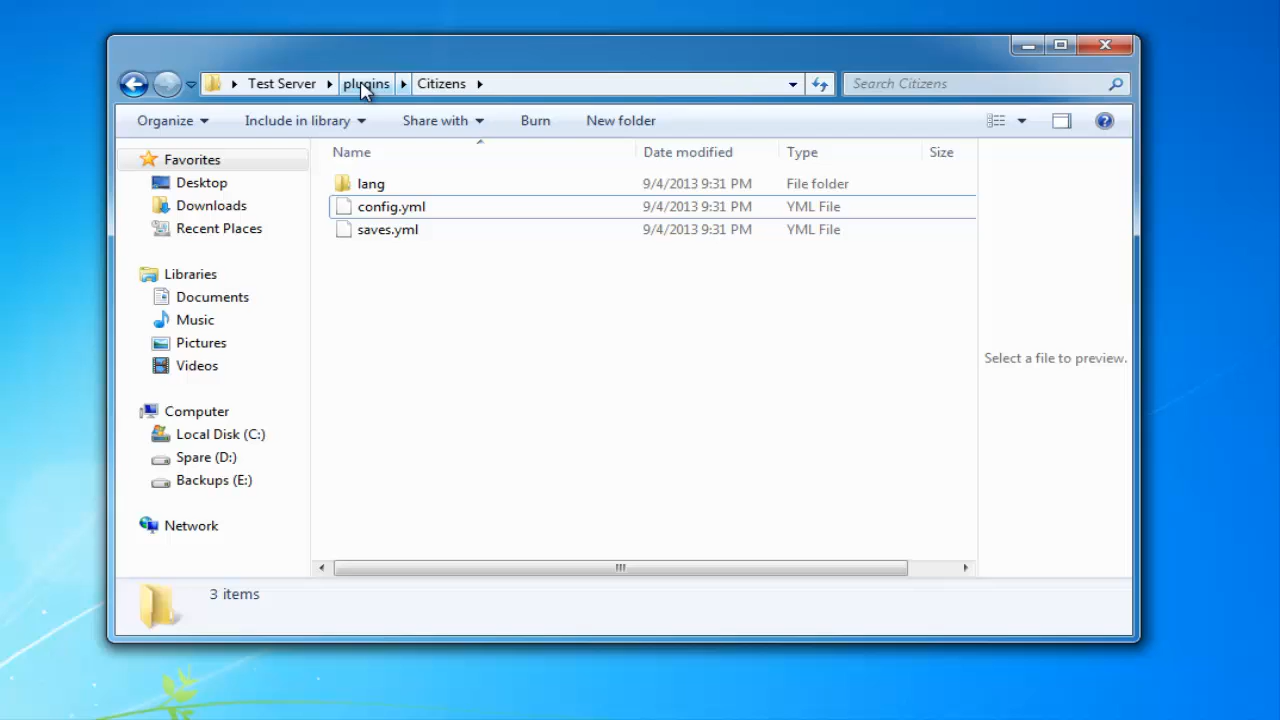 Test Server plugins Citizens
Search Citizens
Organize Include in library Share with Burn New folder
Favorites
Desktop
Downloads
Recent Places
Libraries
Documents
Music
Pictures
Videos
Computer
Local Disk (C:)
Spare (D:)
Backups (E:)
Network
Name Date modified Type Size
lang 9/4/2013 9:31 PM File folder
config.yml 9/4/2013 9:31 PM YML File
saves.yml 9/4/2013 9:31 PM YML File
Select a file to preview.
3 items